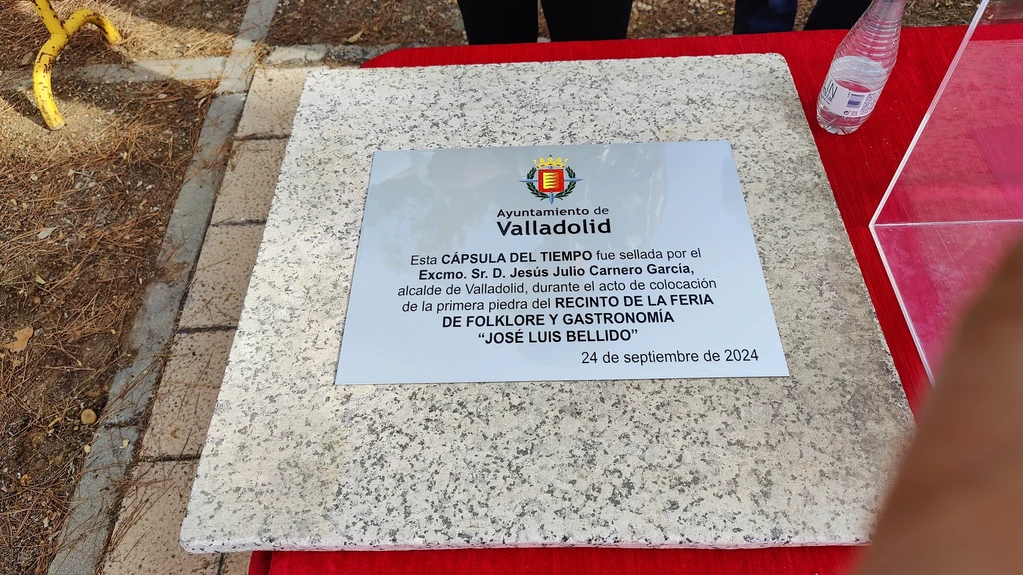 Ayuntamiento de
Valladolid
Esta CÁPSULA DEL TIEMPO fue sellada por el
Excmo. Sr. D. Jesús Julio Carnero García,
alcalde de Valladolid, durante el acto de colocación
de la primera piedra del RECINTO DE LA FERIA
DE FOLKLORE Y GASTRONOMÍA
“JOSÉ LUIS BELLIDO”
24 de septiembre de 2024